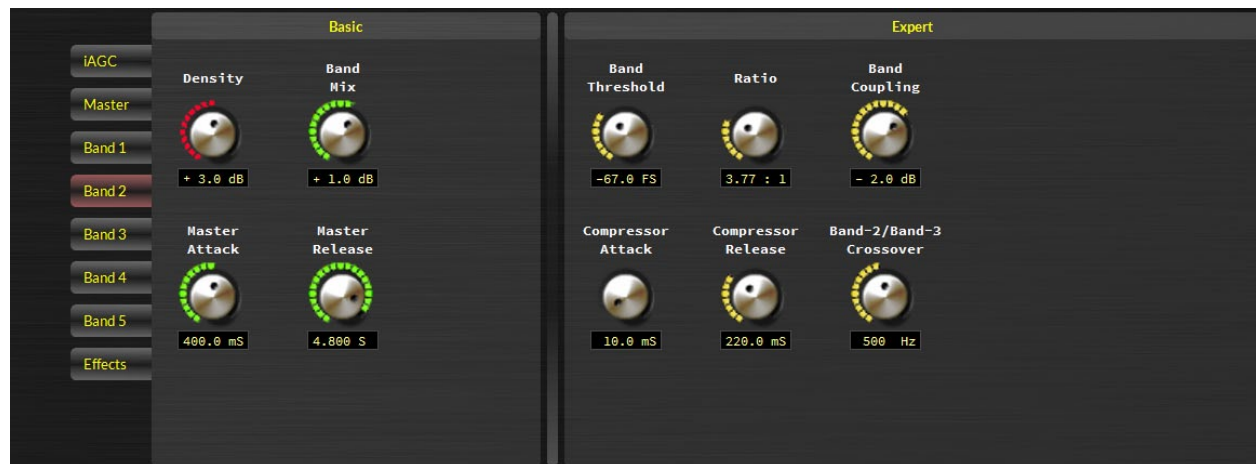 Basic
Expert
iAGC
Master
Band 1
Band 2
Band 3
Band 4
Band 5
Effects
Density
Band
Mix
+ 3.0 dB
+ 1.0 dB
Master
Attack
Master
Release
400.0 mS
4.800 S
Band
Threshold
Ratio
Band
Coupling
-67.0 FS
3.77 : 1
- 2.0 dB
Compressor
Attack
Compressor
Release
Band-2/Band-3
Crossover
10.0 mS
220.0 mS
500 Hz